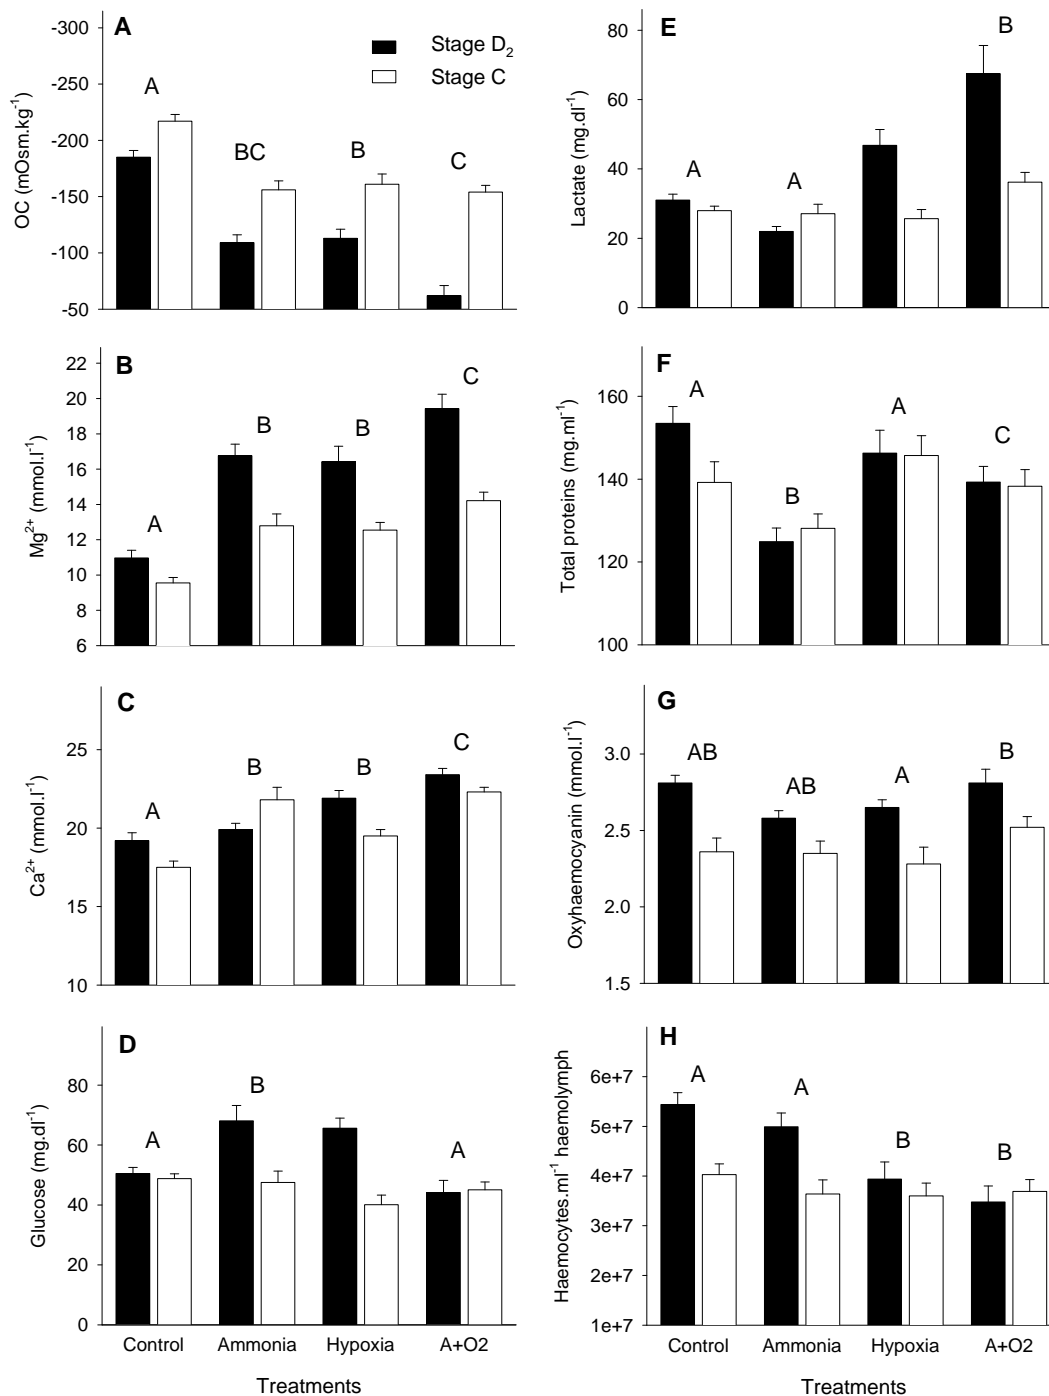 A
-300
-250
-200
-150
-100
-50
OC (mOsm.kg-1)
Stage D2
Stage C
A
BC
B
C
B
22
20
18
16
14
12
10
8
6
Mg2+ (mmol.l-1)
A
B
B
C
C
25
20
15
10
Ca2+ (mmol.l-1)
A
B
B
C
D
80
60
40
20
0
Glucose (mg.dl-1)
A
B
A
Control Ammonia Hypoxia A+O2
Treatments
E
80
60
40
20
0
Lactate (mg.dl-1)
A
A
B
F
160
140
120
100
Total proteins (mg.ml-1)
A
B
A
C
G
3.0
2.5
2.0
1.5
Oxyhaemocyanin (mmol.l-1)
AB
AB
A
B
H
6e+7
5e+7
4e+7
3e+7
2e+7
1e+7
Haemocytes.ml-1 haemolymph
A
A
B
B
Control Ammonia Hypoxia A+O2
Treatments